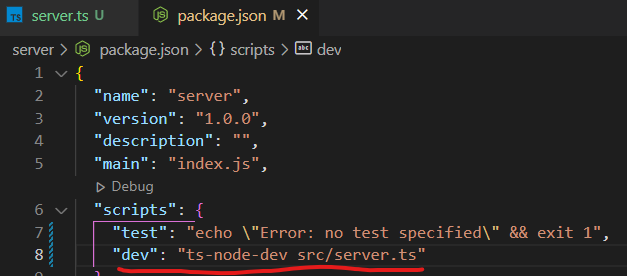 TS server.ts U
package.json M
server > package.json > {} scripts > abc dev
1 {
2 "name": "server",
3 "version": "1.0.0",
4 "description": "",
5 "main": "index.js",
Debug
6 "scripts": {
7 "test": "echo \"Error: no test specified\" && exit 1",
8 "dev": "ts-node-dev src/server.ts"